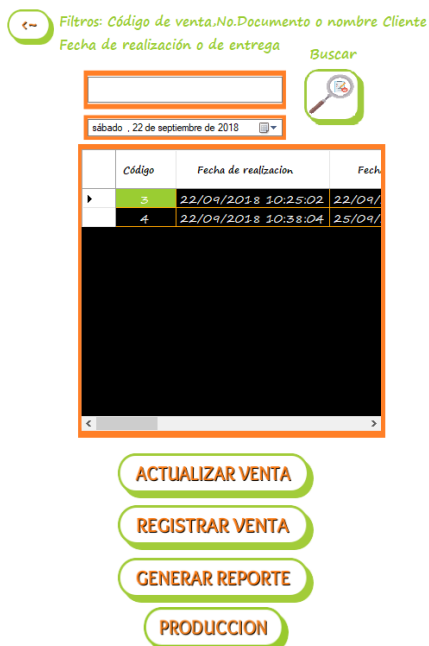 <-
Filtros: Código de venta,No.Documento o nombre Cliente
Fecha de realización o de entrega
Buscar
sábado , 22 de septiembre de 2018
Código Fecha de realizacion Fech
3 22/09/2018 10:25:02 22/09/
4 22/09/2018 10:38:04 25/09/
ACTUALIZAR VENTA
REGISTRAR VENTA
GENERAR REPORTE
PRODUCCION